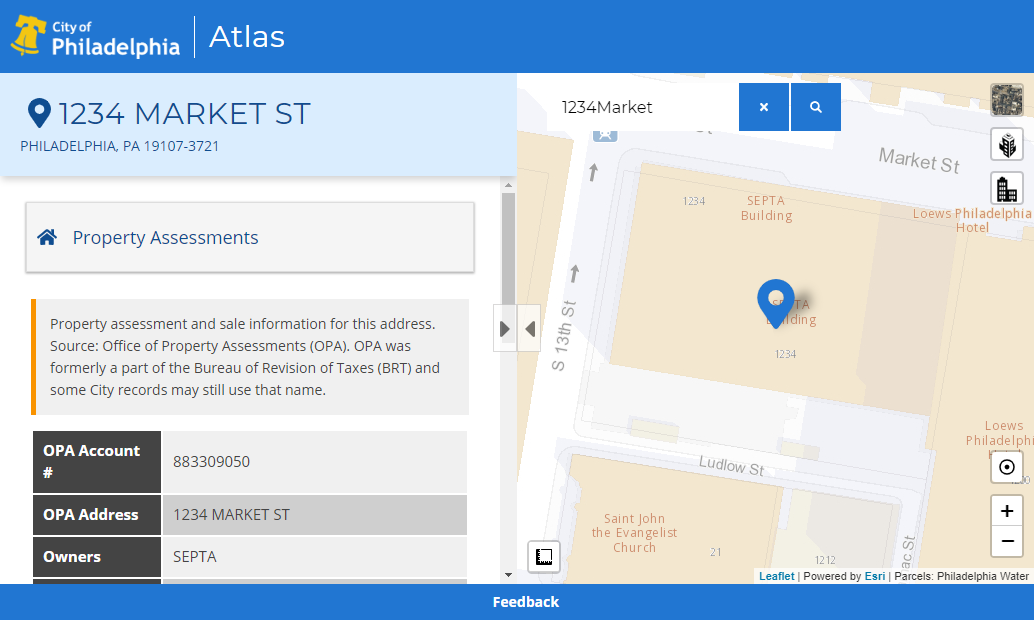 City of
Philadelphia
Atlas
1234 MARKET ST
PHILADELPHIA, PA 19107-3721
Property Assessments
Property assessment and sale information for this address.
Source: Office of Property Assessments (OPA). OPA was
formerly a part of the Bureau of Revision of Taxes (BRT) and
some City records may still use that name.
OPA Account
#
883309050
OPA Address
1234 MARKET ST
Owners
SEPTA
1234Market
St
Market St
1234
SEPTA
Building
Loews Philadelphia
Hotel
S 13th St
Building
1234
Loews
Ludlow St
Saint John
the Evangelist
Church
21
1212
+
−
Leaflet | Powered by Esri | Parcels: Philadelphia Water
Feedback